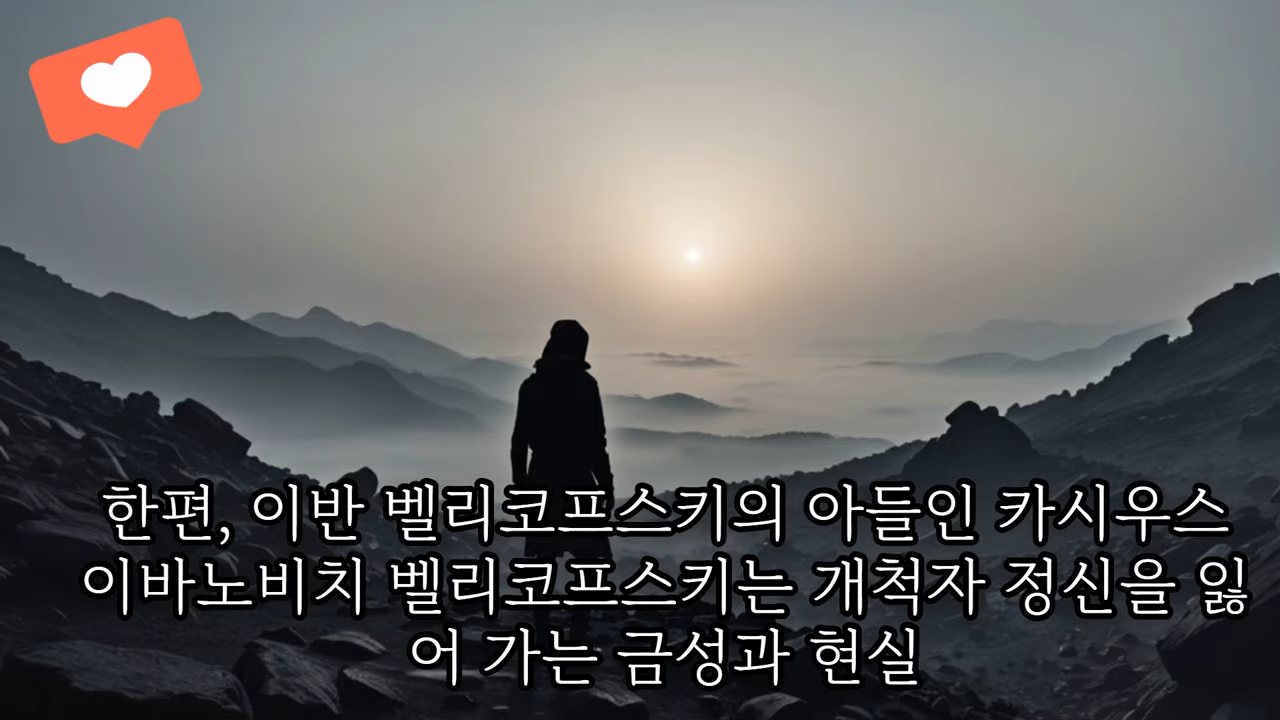 한편, 이반 벨리코프스키의 아들인 카시우스
이바노비치 벨리코프스키는 개척자 정신을 잃
어 가는 금성과 현실